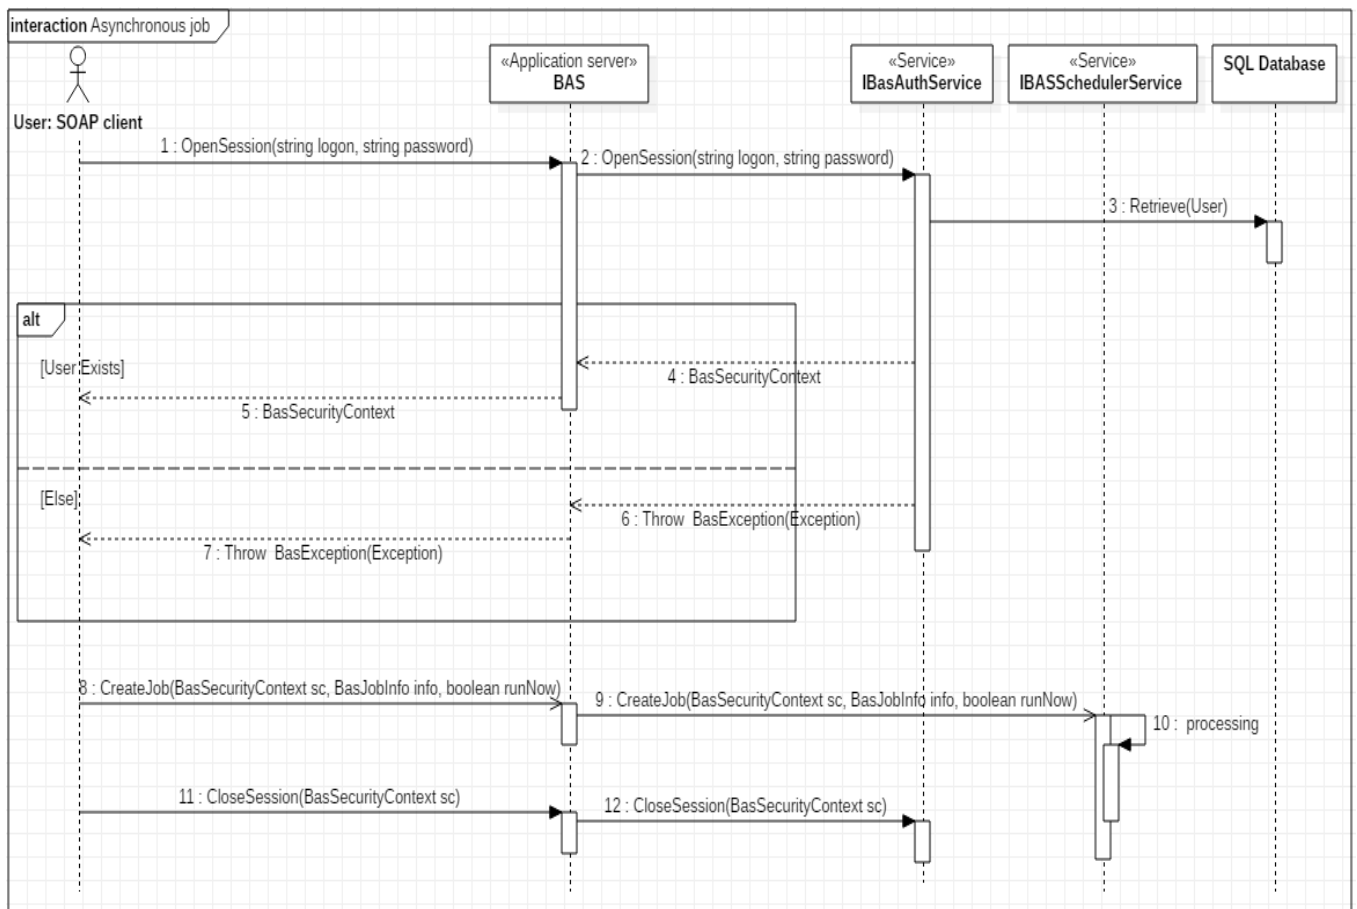 interaction Asynchronous job
«Application server»
BAS
«Service»
IBasAuthService
«Service»
IBASSchedulerService
SQL Database
User: SOAP client
1 : OpenSession(string logon, string password)
2 : OpenSession(string logon, string password)
3 : Retrieve(User)
alt
[User Exists]
4 : BasSecurityContext
5 : BasSecurityContext
[Else]
6 : Throw BasException(Exception)
7 : Throw BasException(Exception)
8 : CreateJob(BasSecurityContext sc, BasJobInfo info, boolean runNow)
9 : CreateJob(BasSecurityContext sc, BasJobInfo info, boolean runNow)
10 : processing
11 : CloseSession(BasSecurityContext sc)
12 : CloseSession(BasSecurityContext sc)